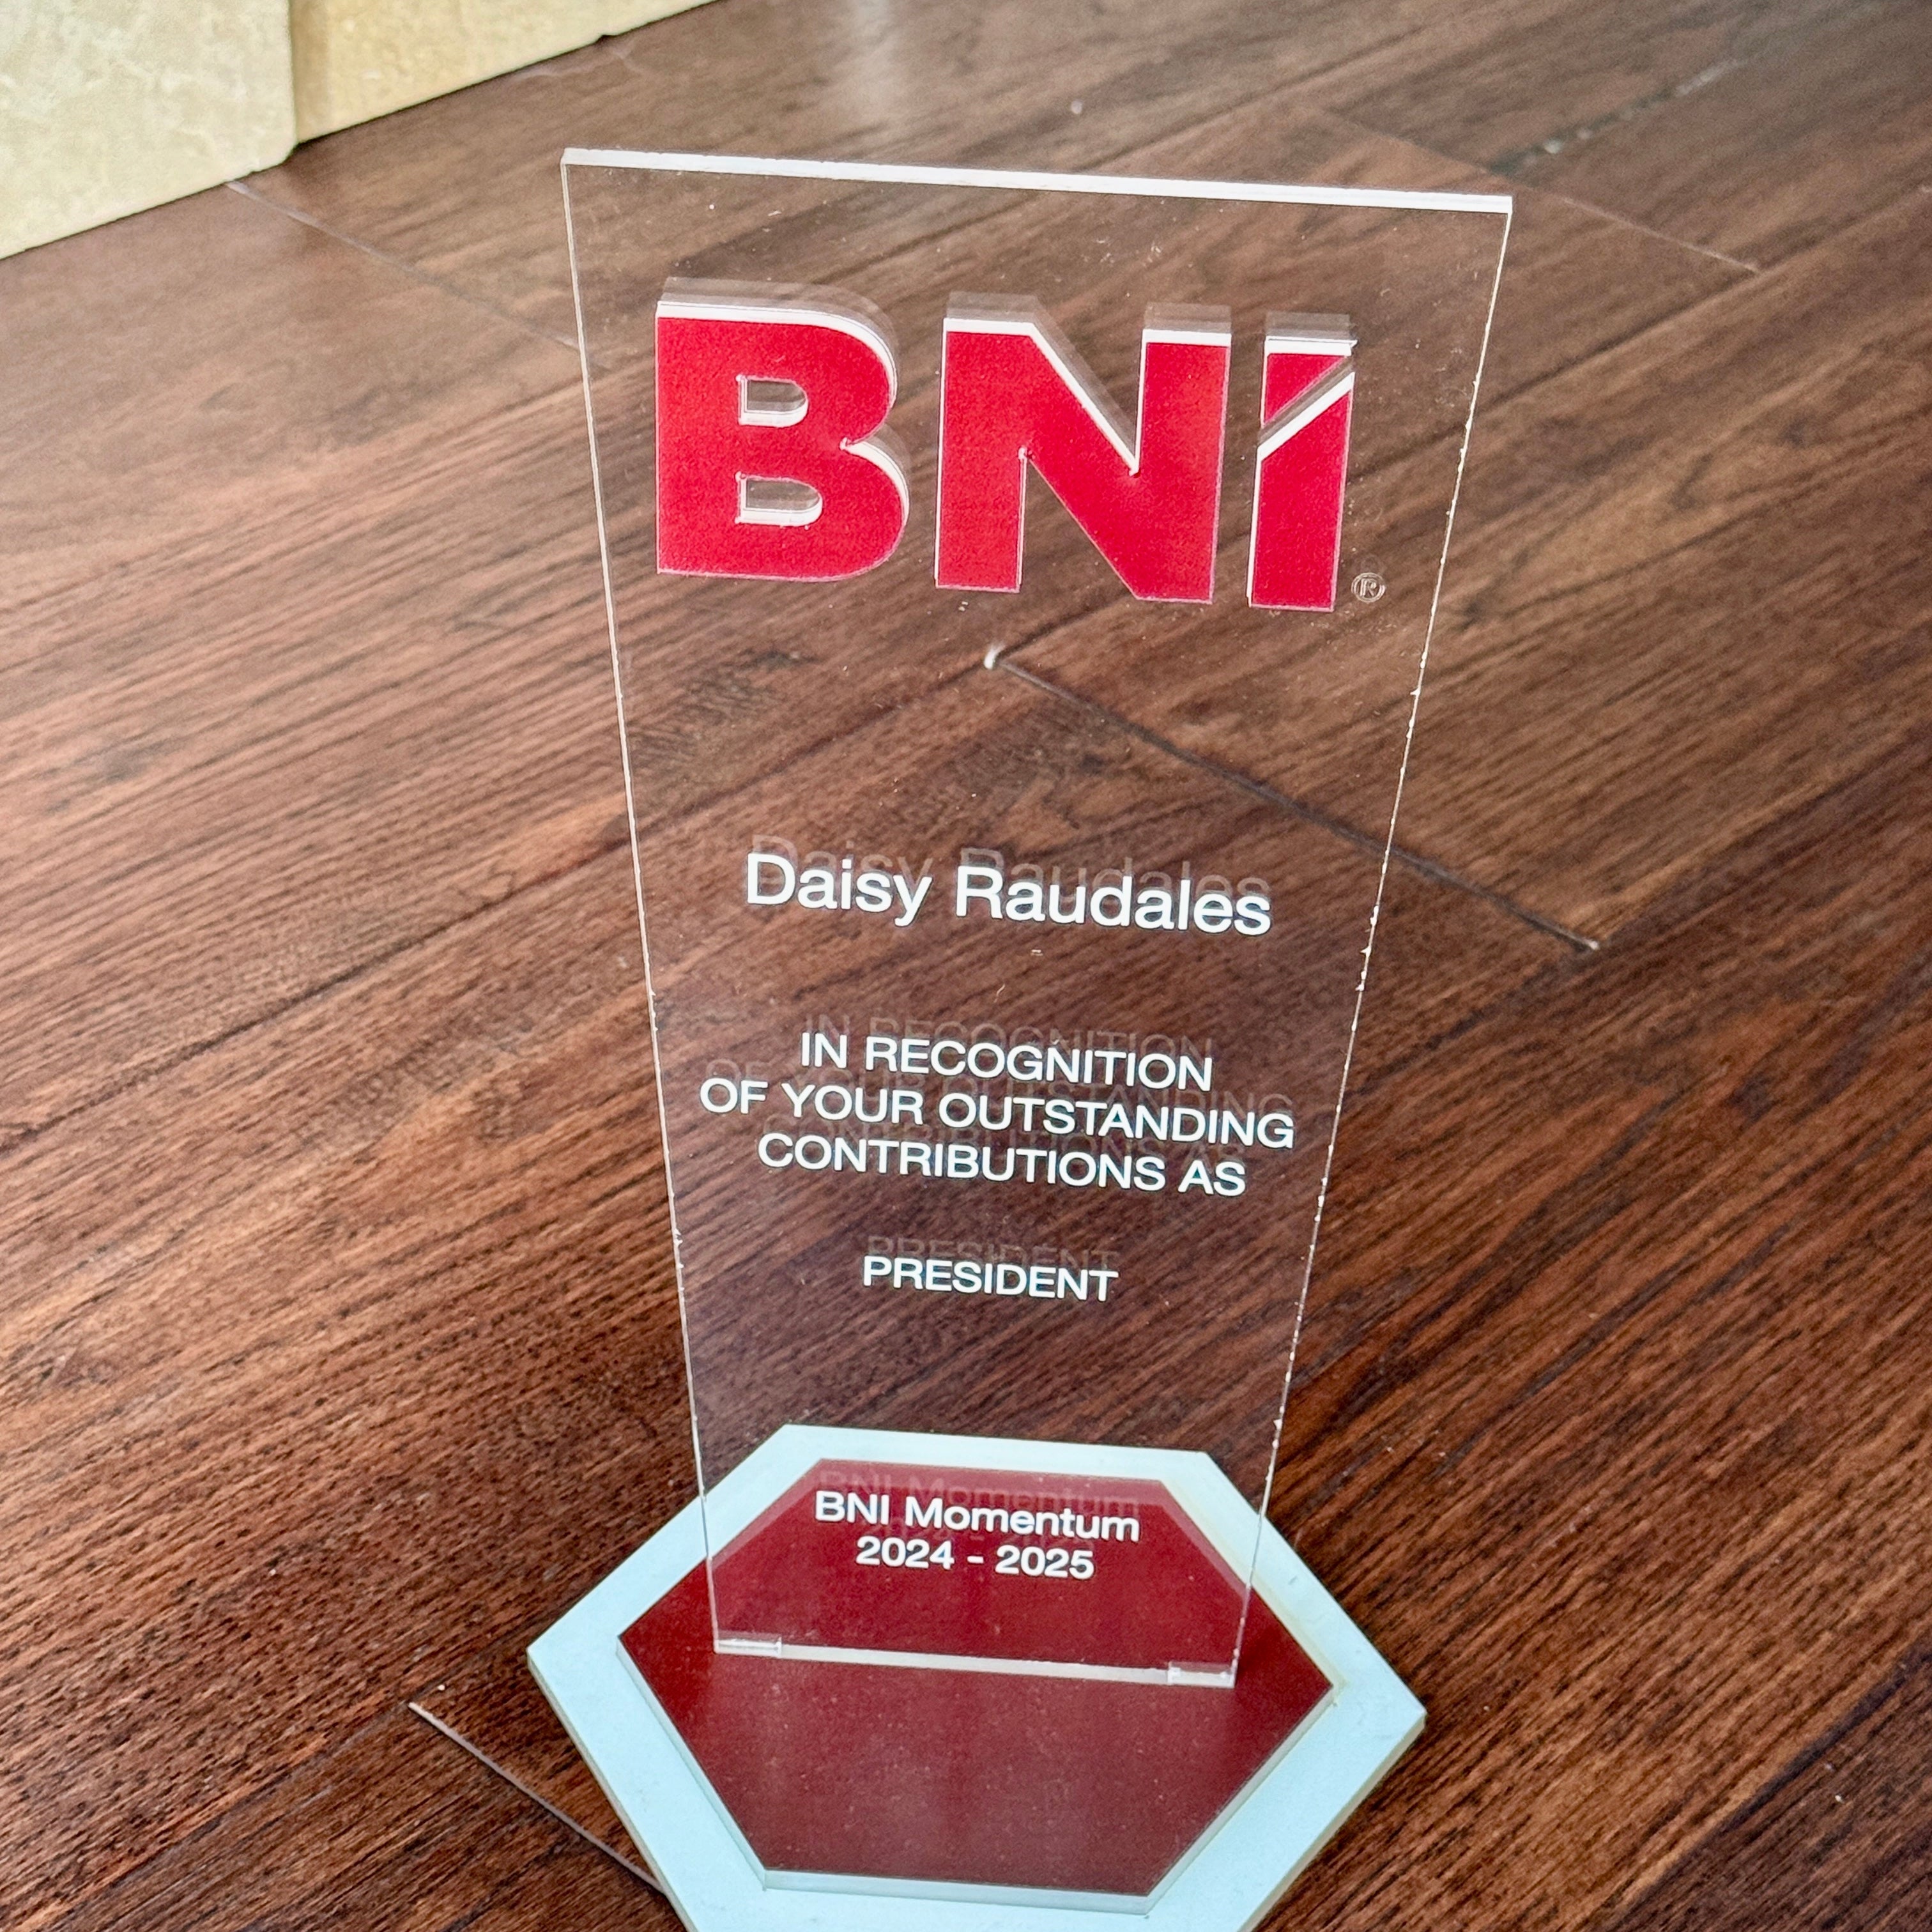 BNI®
Daisy Raudales
IN RECOGNITION
OF YOUR OUTSTANDING
CONTRIBUTIONS AS
PRESIDENT
BNI Momentum
2024 - 2025